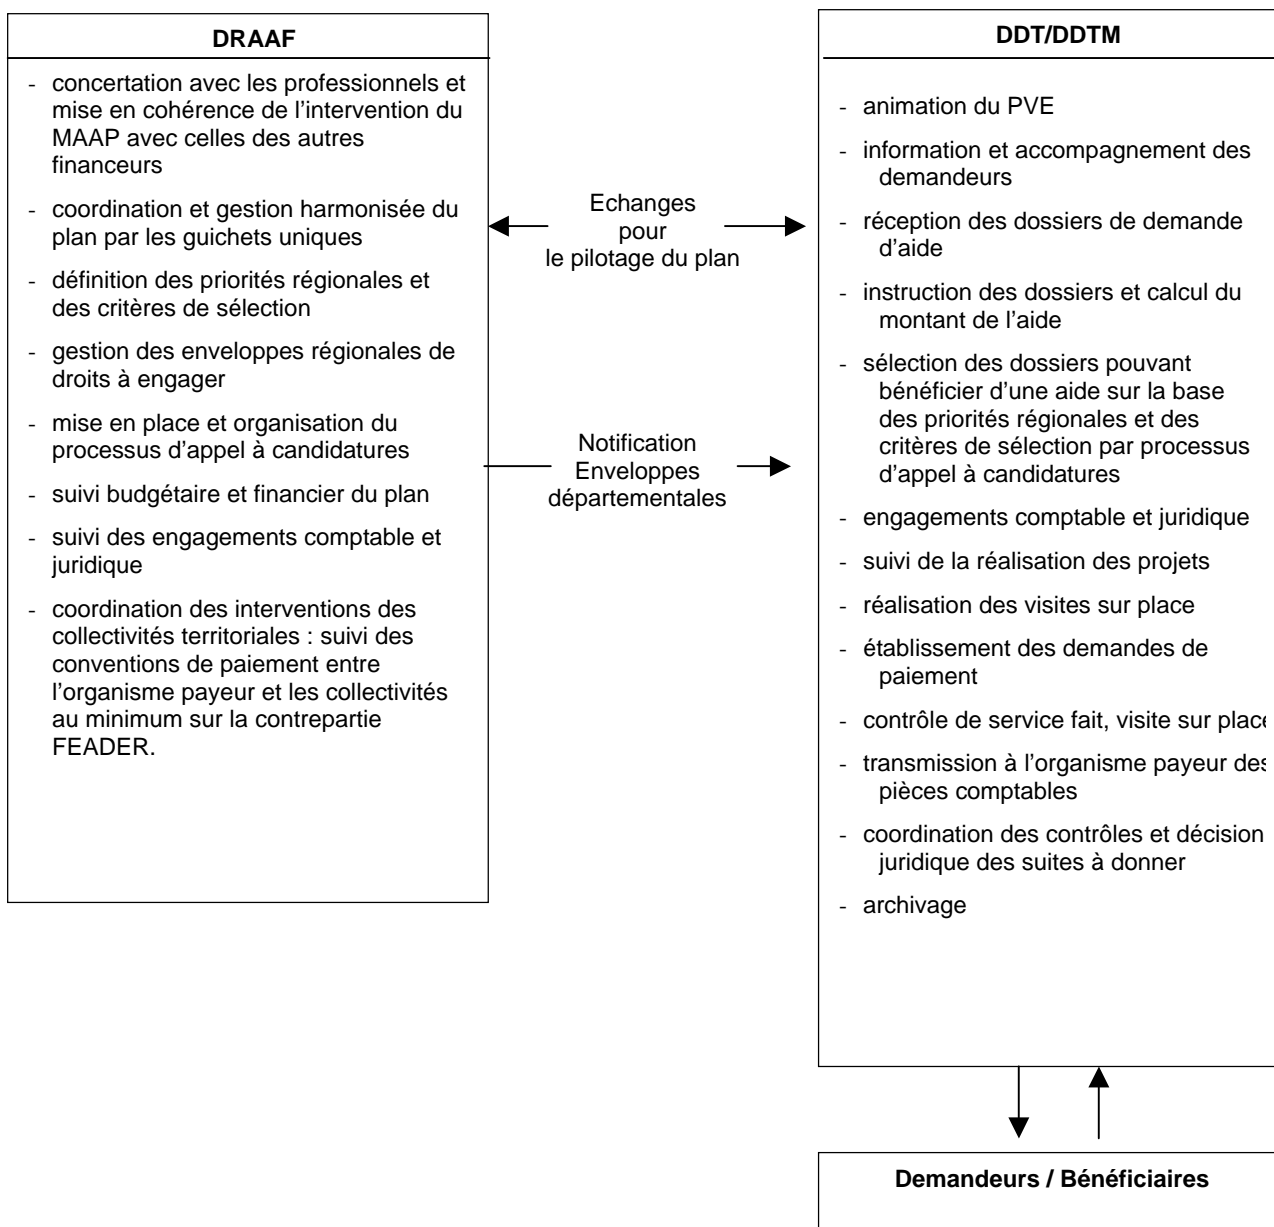 DRAAF
- concertation avec les professionnels et
mise en cohérence de l'intervention du
MAAP avec celles des autres
financeurs
- coordination et gestion harmonisée du
plan par les guichets uniques
- définition des priorités régionales et
des critères de sélection
- gestion des enveloppes régionales de
droits à engager
- mise en place et organisation du
processus d'appel à candidatures
- suivi budgétaire et financier du plan
- suivi des engagements comptable et
juridique
- coordination des interventions des
collectivités territoriales : suivi des
conventions de paiement entre
l'organisme payeur et les collectivités
au minimum sur la contrepartie
FEADER.
Echanges
pour
le pilotage du plan
Notification
Enveloppes
départementales
DDT/DDTM
- animation du PVE
- information et accompagnement des
demandeurs
- réception des dossiers de demande
d'aide
- instruction des dossiers et calcul du
montant de l'aide
- sélection des dossiers pouvant
bénéficier d'une aide sur la base
des priorités régionales et des
critères de sélection par processus
d'appel à candidatures
- engagements comptable et juridique
- suivi de la réalisation des projets
- réalisation des visites sur place
- établissement des demandes de
paiement
- contrôle de service fait, visite sur place
- transmission à l'organisme payeur des
pièces comptables
- coordination des contrôles et décision
juridique des suites à donner
- archivage
Demandeurs / Bénéficiaires